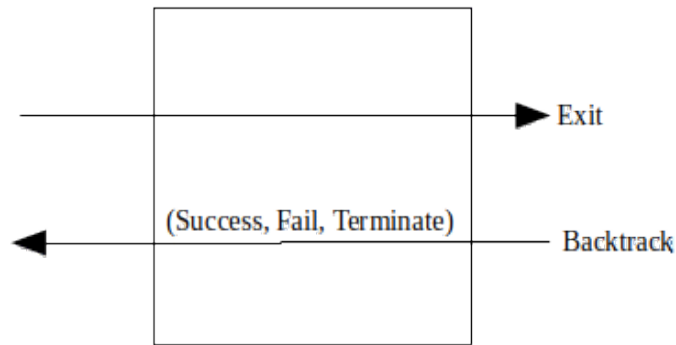 Exit
(Success, Fail, Terminate)
Backtrack